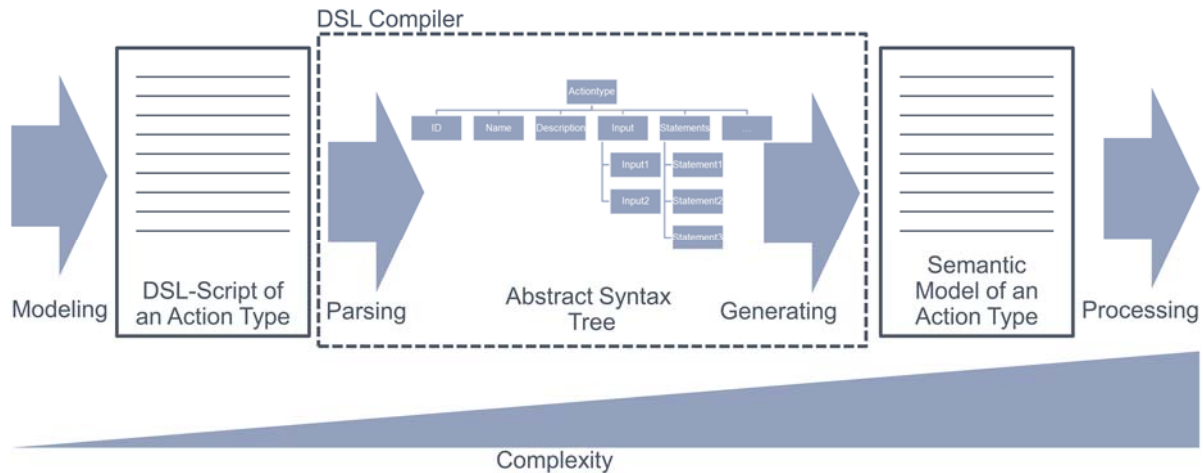 DSL Compiler
Actiontype
ID
Name
Description
Input
Statements
...
Input1
Statement1
Input2
Statement2
Statement3
Modeling
DSL-Script of
an Action Type
Parsing
Abstract Syntax
Tree
Generating
Semantic
Model of an
Action Type
Processing
Complexity